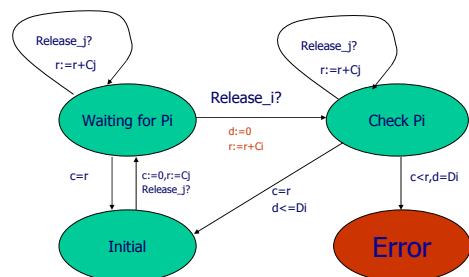 Release_j?
r:=r+Cj
Release_j?
r:=r+Cj
Release_i?
Waiting for Pi
d:=0
r:=r+Ci
Check Pi
c=r
c:=0,r:=Cj
Release_j?
c=r
d<=Di
c<r,d=Di
Initial
Error